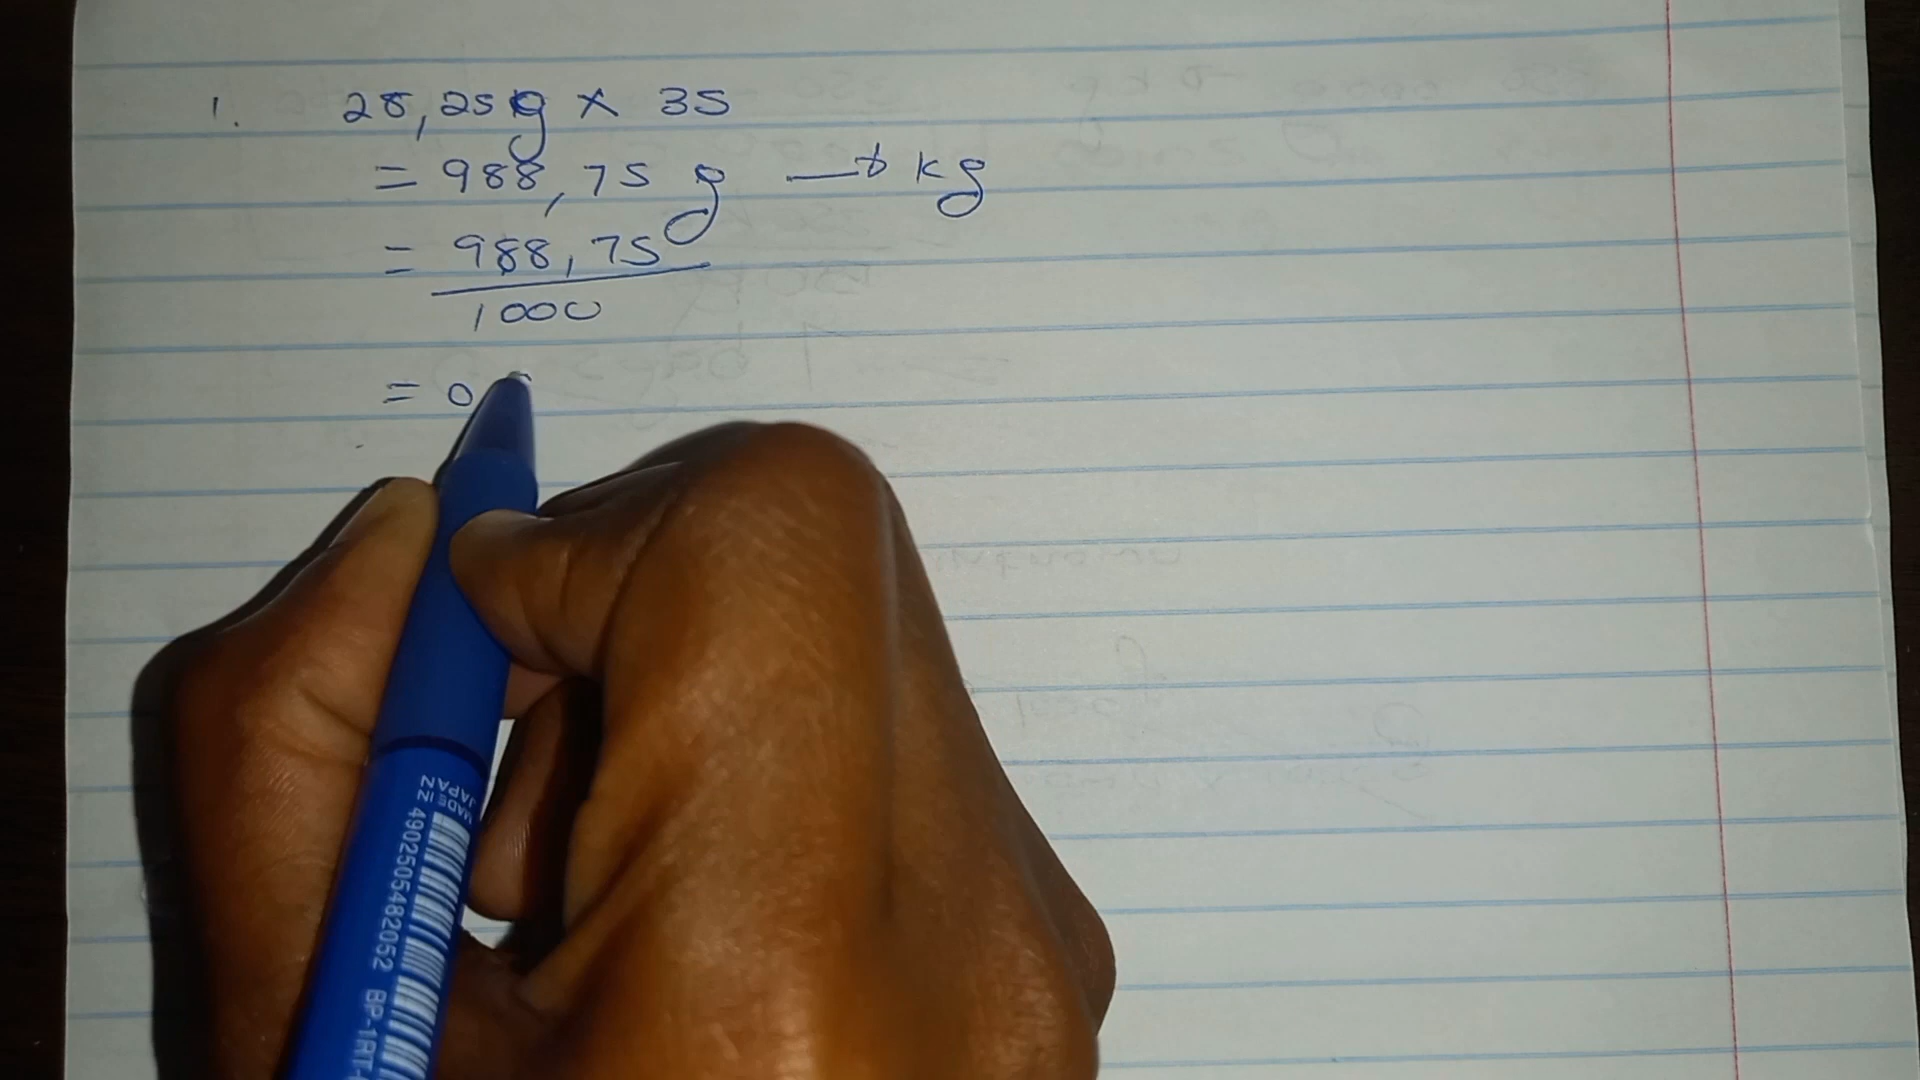 1. 28,25g × 35
= 988,75 g → kg
= 988,75
1000
= 0
MADE IN JAPAN
4902505482052 BP-1RT-